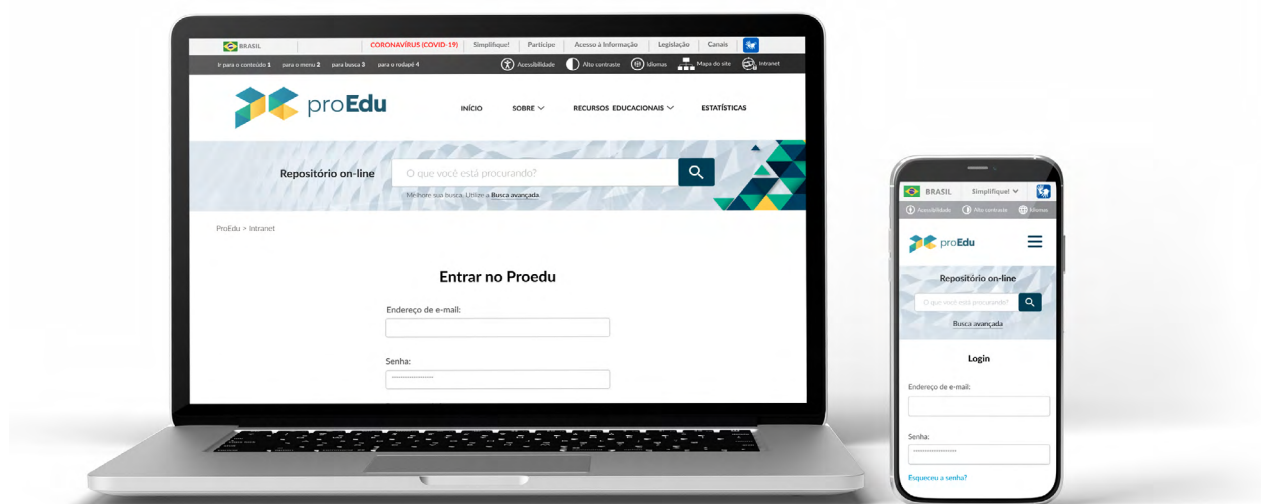 BRASIL CORONAVÍRUS (COVID-19) Simplifique! Participe Acesso à Informação Legislação Canais
Ir para o conteúdo 1 para o menu 2 para busca 3 para o rodapé 4 Acessibilidade Alto contraste Idiomas Mapa do site Intranet
proEdu INÍCIO SOBRE RECURSOS EDUCACIONAIS ESTATÍSTICAS
Repositório on-line O que você está procurando?
Melhore sua busca. Utilize a Busca avançada
ProEdu > Intranet
Entrar no Proedu
Endereço de e-mail:
Senha:
BRASIL Simplifique!
Acessibilidade Alto contraste Idiomas
proEdu
Repositório on-line
O que você está procurando?
Busca avançada
Login
Endereço de e-mail:
Senha:
Esqueceu a senha?